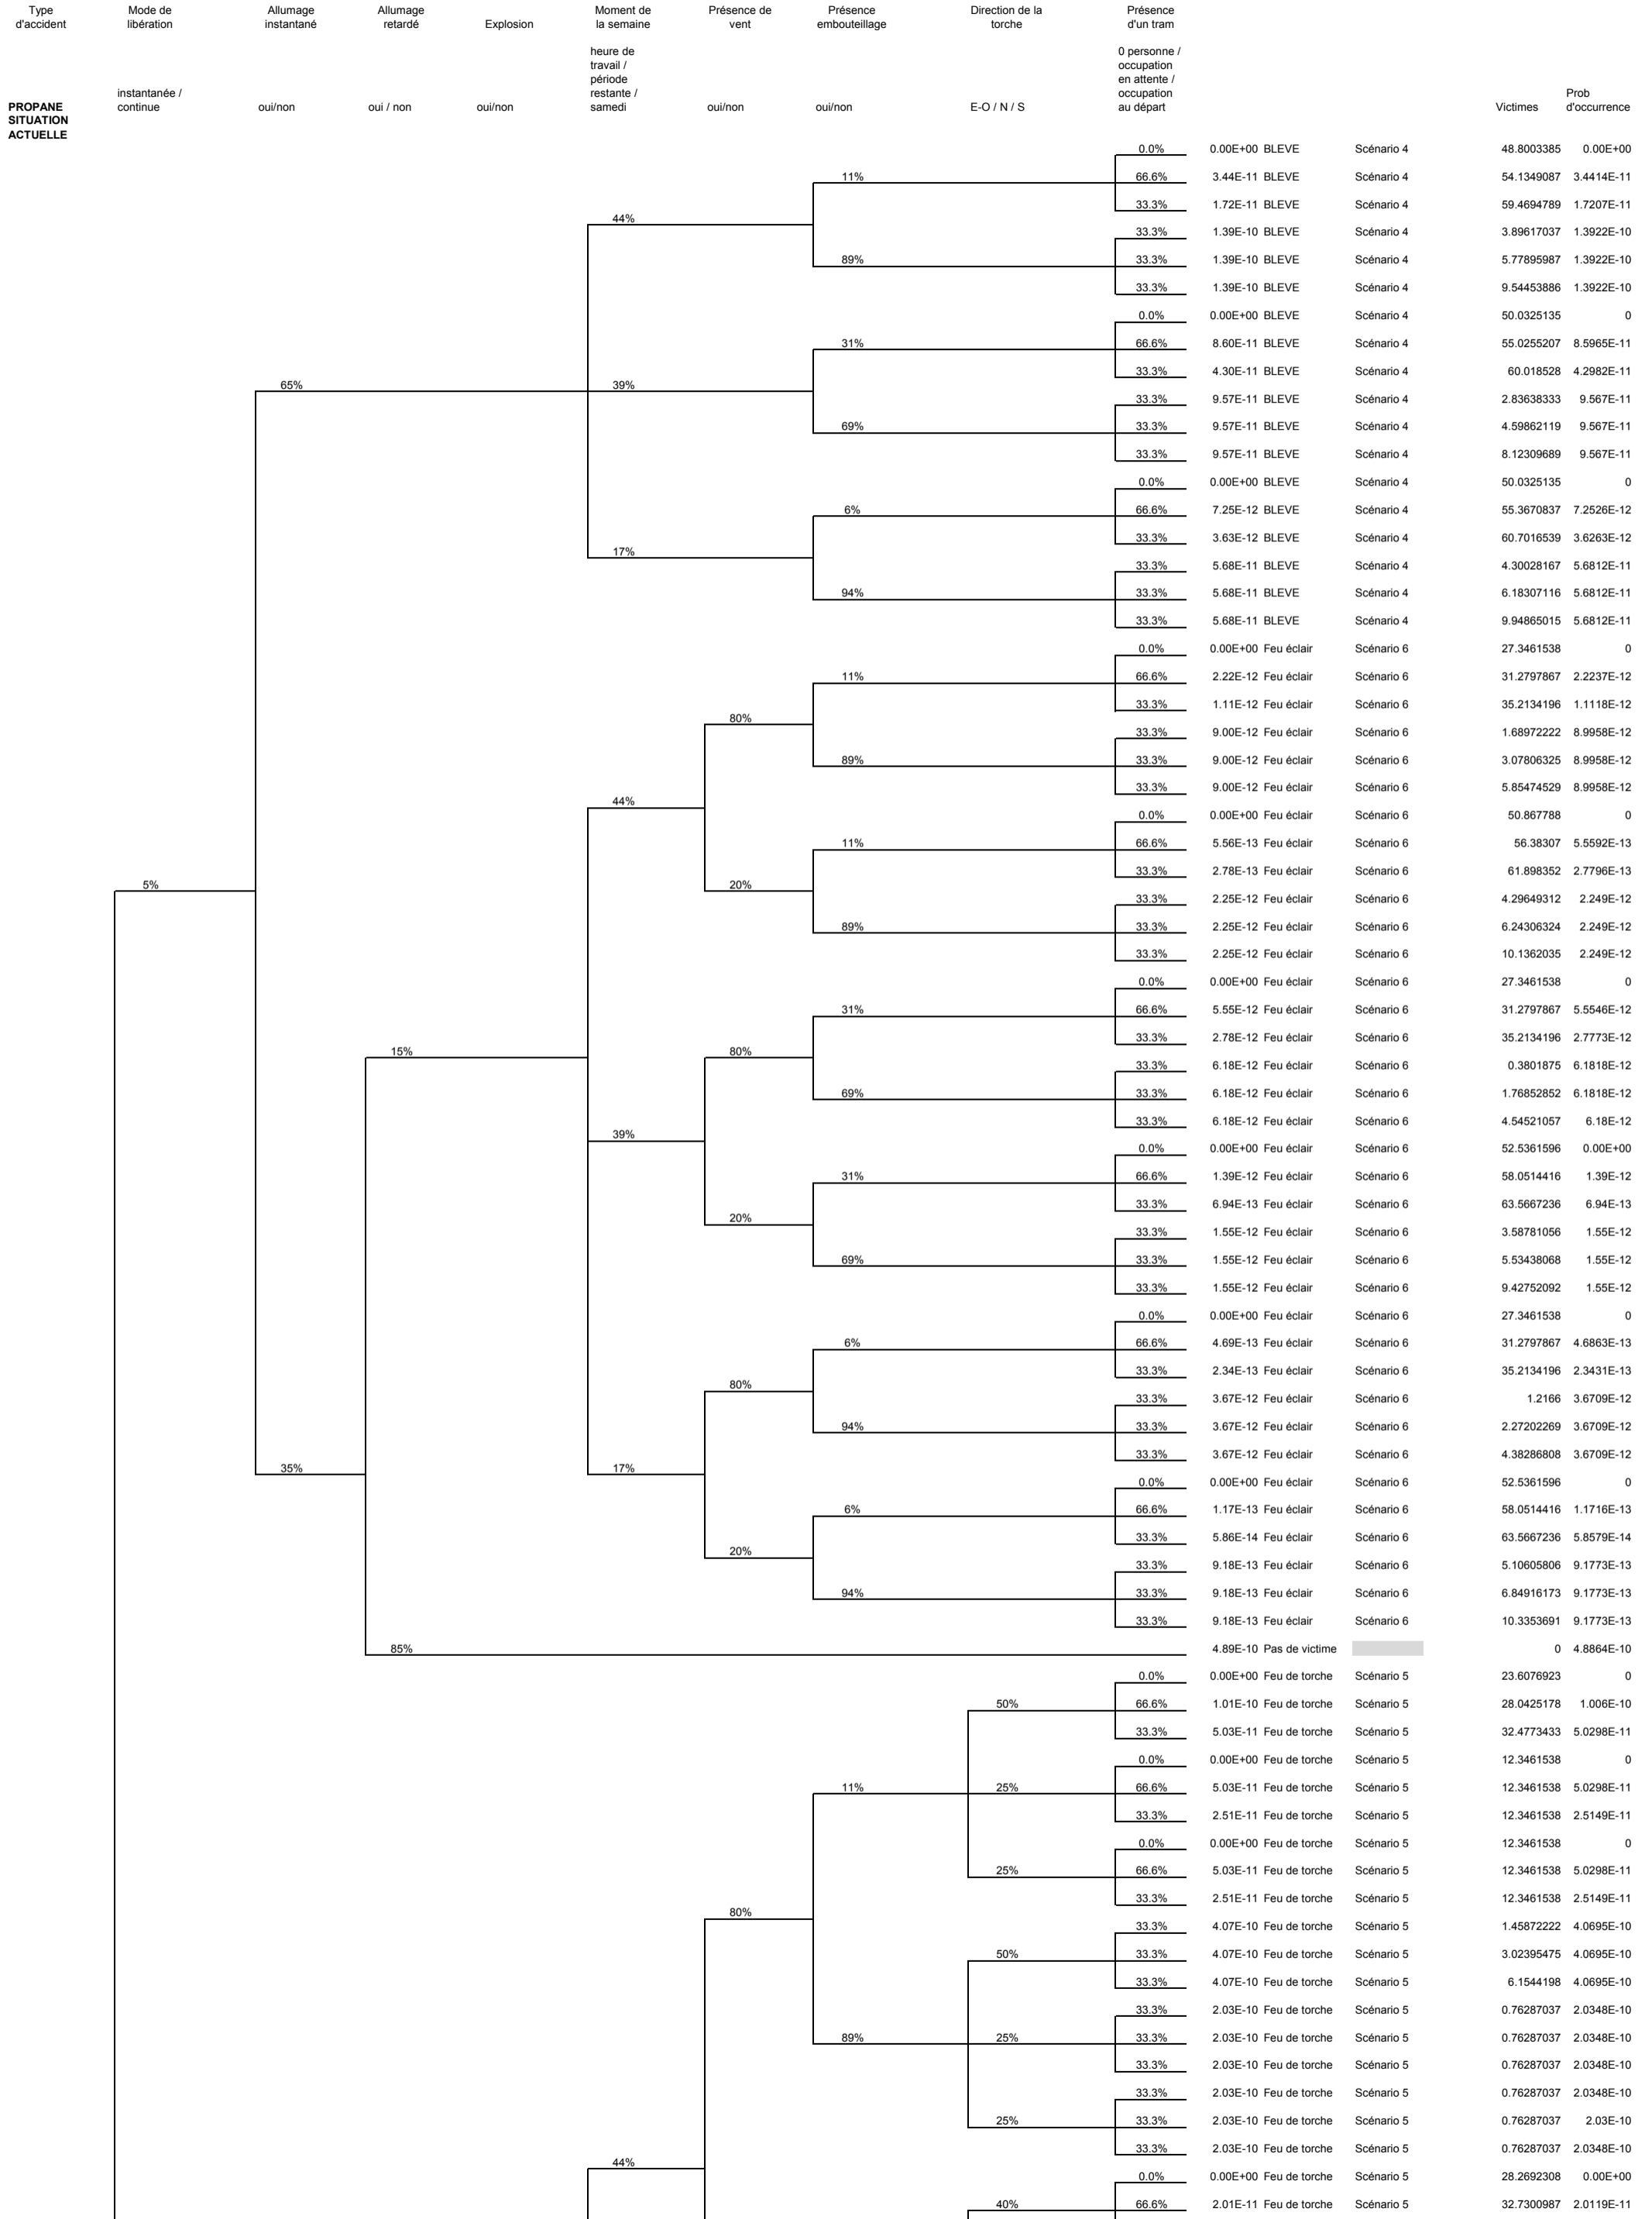 Type d'accident
Mode de libération
Allumage instantané
Allumage retardé
Explosion
Moment de la semaine
Présence de vent
Présence embouteillage
Direction de la torche
Présence d'un tram
PROPANE SITUATION ACTUELLE
instantanée / continue
oui/non
oui / non
oui/non
heure de travail / période restante / samedi
oui/non
oui/non
E-O / N / S
0 personne / occupation en attente / occupation au départ
Victimes
Prob d'occurrence
0.0% 0.00E+00 BLEVE Scénario 4 48.8003385 0.00E+00
11% 66.6% 3.44E-11 BLEVE Scénario 4 54.1349087 3.4414E-11
33.3% 1.72E-11 BLEVE Scénario 4 59.4694789 1.7207E-11
44%
33.3% 1.39E-10 BLEVE Scénario 4 3.89617037 1.3922E-10
89% 33.3% 1.39E-10 BLEVE Scénario 4 5.77895987 1.3922E-10
33.3% 1.39E-10 BLEVE Scénario 4 9.54453886 1.3922E-10
0.0% 0.00E+00 BLEVE Scénario 4 50.0325135 0
31% 66.6% 8.60E-11 BLEVE Scénario 4 55.0255207 8.5965E-11
33.3% 4.30E-11 BLEVE Scénario 4 60.018528 4.2982E-11
65% 39%
33.3% 9.57E-11 BLEVE Scénario 4 2.83638333 9.567E-11
69% 33.3% 9.57E-11 BLEVE Scénario 4 4.59862119 9.567E-11
33.3% 9.57E-11 BLEVE Scénario 4 8.12309689 9.567E-11
0.0% 0.00E+00 BLEVE Scénario 4 50.0325135 0
6% 66.6% 7.25E-12 BLEVE Scénario 4 55.3670837 7.2526E-12
33.3% 3.63E-12 BLEVE Scénario 4 60.7016539 3.6263E-12
17%
33.3% 5.68E-11 BLEVE Scénario 4 4.30028167 5.6812E-11
94% 33.3% 5.68E-11 BLEVE Scénario 4 6.18307116 5.6812E-11
33.3% 5.68E-11 BLEVE Scénario 4 9.94865015 5.6812E-11
0.0% 0.00E+00 Feu éclair Scénario 6 27.3461538 0
11% 66.6% 2.22E-12 Feu éclair Scénario 6 31.2797867 2.2237E-12
33.3% 1.11E-12 Feu éclair Scénario 6 35.2134196 1.1118E-12
80%
33.3% 9.00E-12 Feu éclair Scénario 6 1.68972222 8.9958E-12
89% 33.3% 9.00E-12 Feu éclair Scénario 6 3.07806325 8.9958E-12
33.3% 9.00E-12 Feu éclair Scénario 6 5.85474529 8.9958E-12
44%
0.0% 0.00E+00 Feu éclair Scénario 6 50.867788 0
11% 66.6% 5.56E-13 Feu éclair Scénario 6 56.38307 5.5592E-13
33.3% 2.78E-13 Feu éclair Scénario 6 61.898352 2.7796E-13
5% 20%
33.3% 2.25E-12 Feu éclair Scénario 6 4.29649312 2.249E-12
89% 33.3% 2.25E-12 Feu éclair Scénario 6 6.24306324 2.249E-12
33.3% 2.25E-12 Feu éclair Scénario 6 10.1362035 2.249E-12
0.0% 0.00E+00 Feu éclair Scénario 6 27.3461538 0
31% 66.6% 5.55E-12 Feu éclair Scénario 6 31.2797867 5.5546E-12
33.3% 2.78E-12 Feu éclair Scénario 6 35.2134196 2.7773E-12
15% 80%
33.3% 6.18E-12 Feu éclair Scénario 6 0.3801875 6.1818E-12
69% 33.3% 6.18E-12 Feu éclair Scénario 6 1.76852852 6.1818E-12
33.3% 6.18E-12 Feu éclair Scénario 6 4.54521057 6.18E-12
39%
0.0% 0.00E+00 Feu éclair Scénario 6 52.5361596 0.00E+00
31% 66.6% 1.39E-12 Feu éclair Scénario 6 58.0514416 1.39E-12
33.3% 6.94E-13 Feu éclair Scénario 6 63.5667236 6.94E-13
20%
33.3% 1.55E-12 Feu éclair Scénario 6 3.58781056 1.55E-12
69% 33.3% 1.55E-12 Feu éclair Scénario 6 5.53438068 1.55E-12
33.3% 1.55E-12 Feu éclair Scénario 6 9.42752092 1.55E-12
0.0% 0.00E+00 Feu éclair Scénario 6 27.3461538 0
6% 66.6% 4.69E-13 Feu éclair Scénario 6 31.2797867 4.6863E-13
33.3% 2.34E-13 Feu éclair Scénario 6 35.2134196 2.3431E-13
80%
33.3% 3.67E-12 Feu éclair Scénario 6 1.2166 3.6709E-12
94% 33.3% 3.67E-12 Feu éclair Scénario 6 2.27202269 3.6709E-12
33.3% 3.67E-12 Feu éclair Scénario 6 4.38286808 3.6709E-12
35% 17%
0.0% 0.00E+00 Feu éclair Scénario 6 52.5361596 0
6% 66.6% 1.17E-13 Feu éclair Scénario 6 58.0514416 1.1716E-13
33.3% 5.86E-14 Feu éclair Scénario 6 63.5667236 5.8579E-14
20%
33.3% 9.18E-13 Feu éclair Scénario 6 5.10605806 9.1773E-13
94% 33.3% 9.18E-13 Feu éclair Scénario 6 6.84916173 9.1773E-13
33.3% 9.18E-13 Feu éclair Scénario 6 10.3353691 9.1773E-13
85% 4.89E-10 Pas de victime 0 4.8864E-10
0.0% 0.00E+00 Feu de torche Scénario 5 23.6076923 0
50% 66.6% 1.01E-10 Feu de torche Scénario 5 28.0425178 1.006E-10
33.3% 5.03E-11 Feu de torche Scénario 5 32.4773433 5.0298E-11
0.0% 0.00E+00 Feu de torche Scénario 5 12.3461538 0
11% 25% 66.6% 5.03E-11 Feu de torche Scénario 5 12.3461538 5.0298E-11
33.3% 2.51E-11 Feu de torche Scénario 5 12.3461538 2.5149E-11
0.0% 0.00E+00 Feu de torche Scénario 5 12.3461538 0
25% 66.6% 5.03E-11 Feu de torche Scénario 5 12.3461538 5.0298E-11
33.3% 2.51E-11 Feu de torche Scénario 5 12.3461538 2.5149E-11
80%
33.3% 4.07E-10 Feu de torche Scénario 5 1.45872222 4.0695E-10
50% 33.3% 4.07E-10 Feu de torche Scénario 5 3.02395475 4.0695E-10
33.3% 4.07E-10 Feu de torche Scénario 5 6.1544198 4.0695E-10
33.3% 2.03E-10 Feu de torche Scénario 5 0.76287037 2.0348E-10
89% 25% 33.3% 2.03E-10 Feu de torche Scénario 5 0.76287037 2.0348E-10
33.3% 2.03E-10 Feu de torche Scénario 5 0.76287037 2.0348E-10
33.3% 2.03E-10 Feu de torche Scénario 5 0.76287037 2.0348E-10
25% 33.3% 2.03E-10 Feu de torche Scénario 5 0.76287037 2.03E-10
33.3% 2.03E-10 Feu de torche Scénario 5 0.76287037 2.0348E-10
44%
0.0% 0.00E+00 Feu de torche Scénario 5 28.2692308 0.00E+00
40% 66.6% 2.01E-11 Feu de torche Scénario 5 32.7300987 2.0119E-11